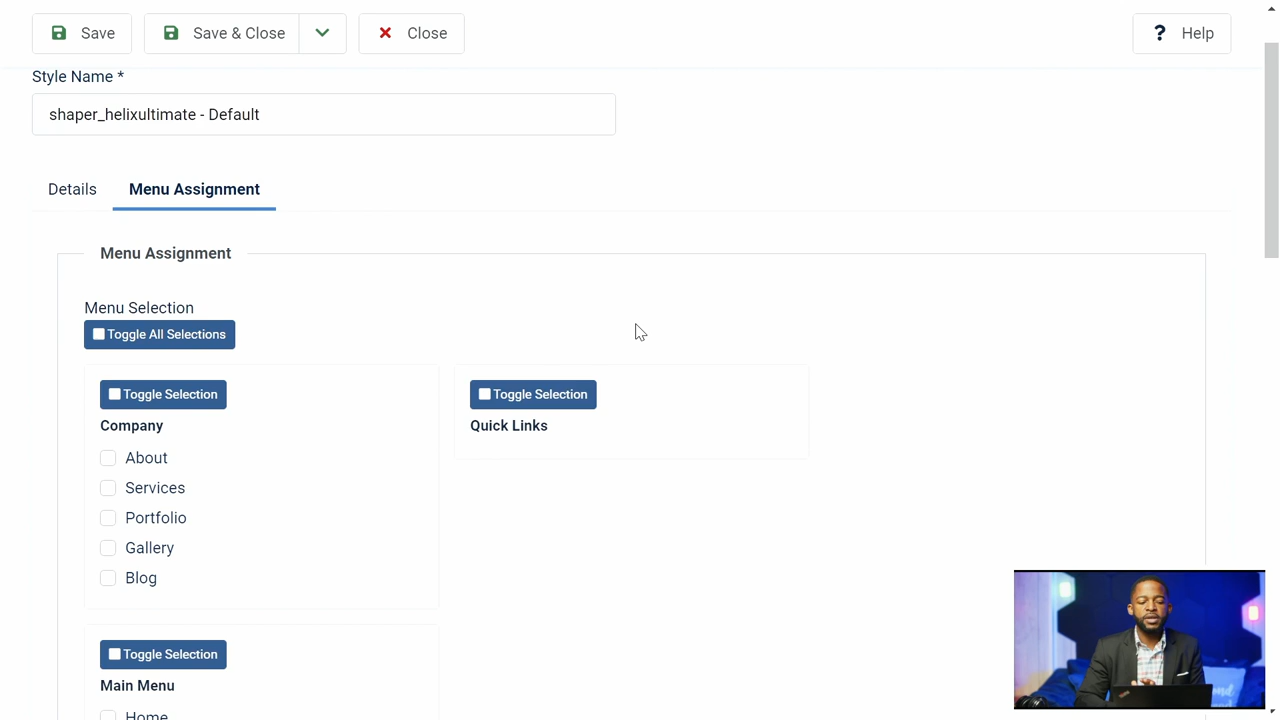 Save
Save & Close
Close
? Help
Style Name *
shaper_helixultimate - Default
Details
Menu Assignment
Menu Assignment
Menu Selection
Toggle All Selections
Toggle Selection
Company
About
Services
Portfolio
Gallery
Blog
Toggle Selection
Quick Links
Toggle Selection
Main Menu
Home